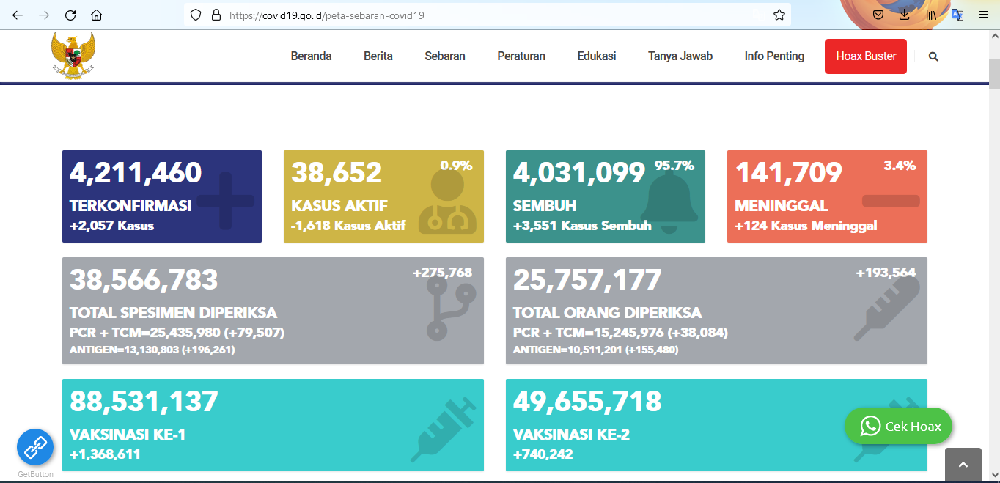 https://covid19.go.id/peta-sebaran-covid19
Beranda Berita Sebaran Peraturan Edukasi Tanya Jawab Info Penting Hoax Buster
4,211,460
TERKONFIRMASI
+2,057 Kasus
38,652 0.9%
KASUS AKTIF
-1,618 Kasus Aktif
4,031,099 95.7%
SEMBUH
+3,551 Kasus Sembuh
141,709 3.4%
MENINGGAL
+124 Kasus Meninggal
38,566,783 +275,768
TOTAL SPESIMEN DIPERIKSA
PCR + TCM=25,435,980 (+79,507)
ANTIGEN=13,130,803 (+196,261)
25,757,177 +193,564
TOTAL ORANG DIPERIKSA
PCR + TCM=15,245,976 (+38,084)
ANTIGEN=10,511,201 (+155,480)
88,531,137
VAKSINASI KE-1
+1,368,611
49,655,718
VAKSINASI KE-2
+740,242
Cek Hoax
GetButton